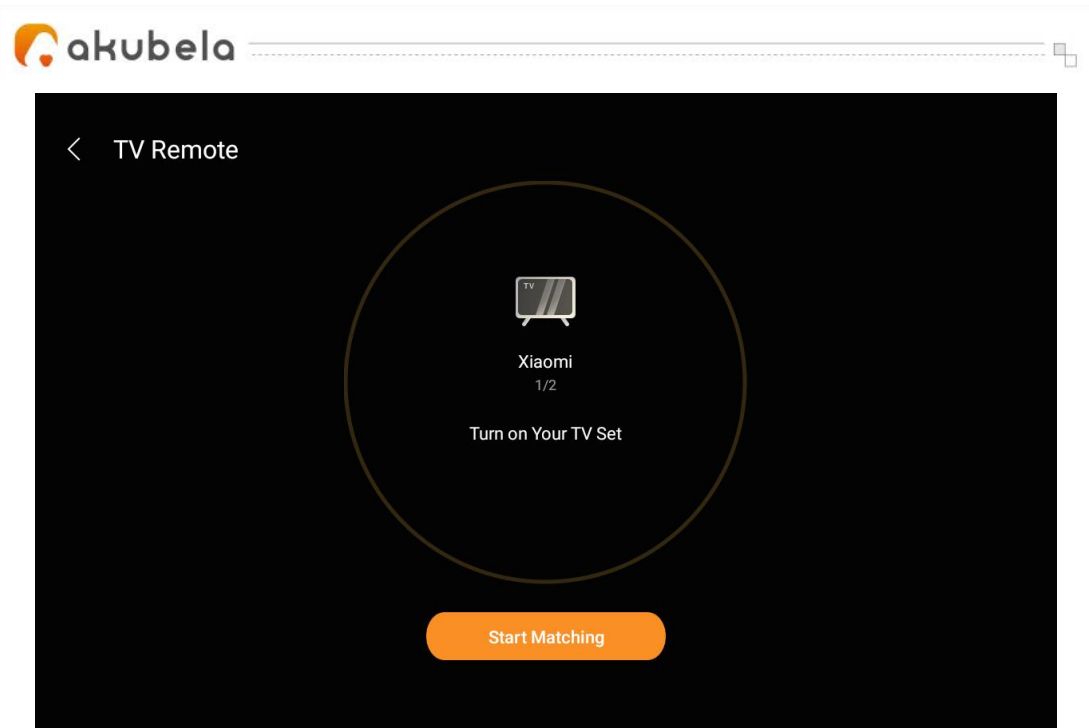 akubela
TV Remote
TV
Xiaomi
1/2
Turn on Your TV Set
Start Matching